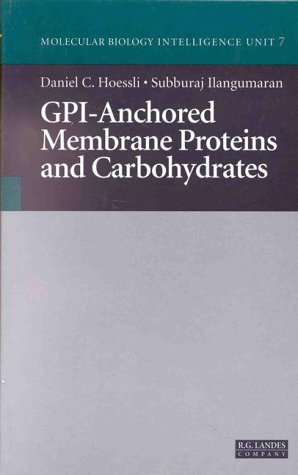 MOLECULAR BIOLOGY INTELLIGENCE UNIT 7
Daniel C. Hoessli • Subburaj Ilangumaran
GPI-Anchored
Membrane Proteins
and Carbohydrates
R.G. LANDES
COMPANY